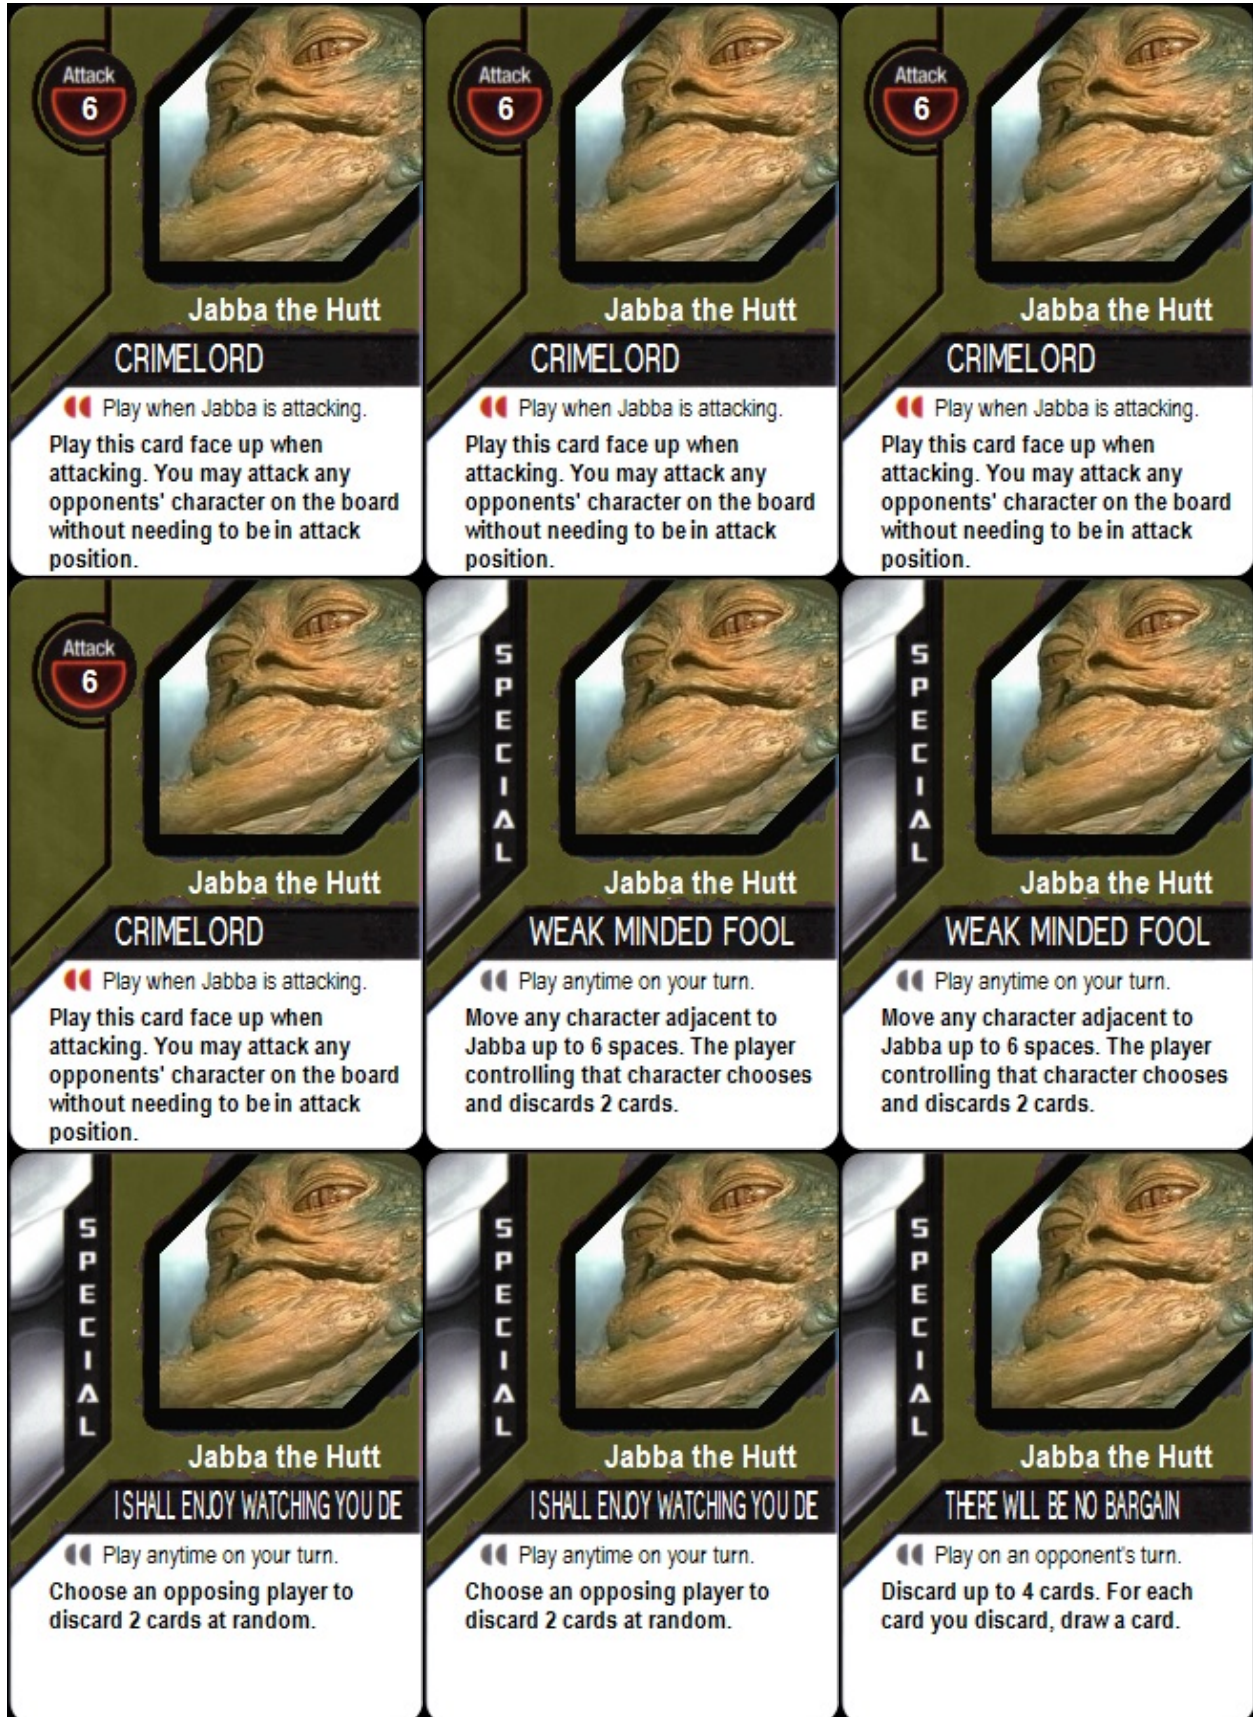 Attack
6
Jabba the Hutt
CRIMELORD
Play when Jabba is attacking.
Play this card face up when
attacking. You may attack any
opponents' character on the board
without needing to be in attack
position.
Attack
6
Jabba the Hutt
CRIMELORD
Play when Jabba is attacking.
Play this card face up when
attacking. You may attack any
opponents' character on the board
without needing to be in attack
position.
Attack
6
Jabba the Hutt
CRIMELORD
Play when Jabba is attacking.
Play this card face up when
attacking. You may attack any
opponents' character on the board
without needing to be in attack
position.
Attack
6
Jabba the Hutt
CRIMELORD
Play when Jabba is attacking.
Play this card face up when
attacking. You may attack any
opponents' character on the board
without needing to be in attack
position.
SPECIAL
Jabba the Hutt
WEAK MINDED FOOL
Play anytime on your turn.
Move any character adjacent to
Jabba up to 6 spaces. The player
controlling that character chooses
and discards 2 cards.
SPECIAL
Jabba the Hutt
WEAK MINDED FOOL
Play anytime on your turn.
Move any character adjacent to
Jabba up to 6 spaces. The player
controlling that character chooses
and discards 2 cards.
SPECIAL
Jabba the Hutt
I SHALL ENJOY WATCHING YOU DIE
Play anytime on your turn.
Choose an opposing player to
discard 2 cards at random.
SPECIAL
Jabba the Hutt
I SHALL ENJOY WATCHING YOU DIE
Play anytime on your turn.
Choose an opposing player to
discard 2 cards at random.
SPECIAL
Jabba the Hutt
THERE WILL BE NO BARGAIN
Play on an opponent's turn.
Discard up to 4 cards. For each
card you discard, draw a card.